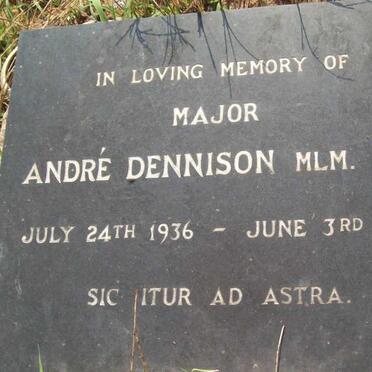 IN LOVING MEMORY OF
MAJOR
ANDRÉ DENNISON MLM.
JULY 24TH 1936 - JUNE 3RD
SIC ITUR AD ASTRA.